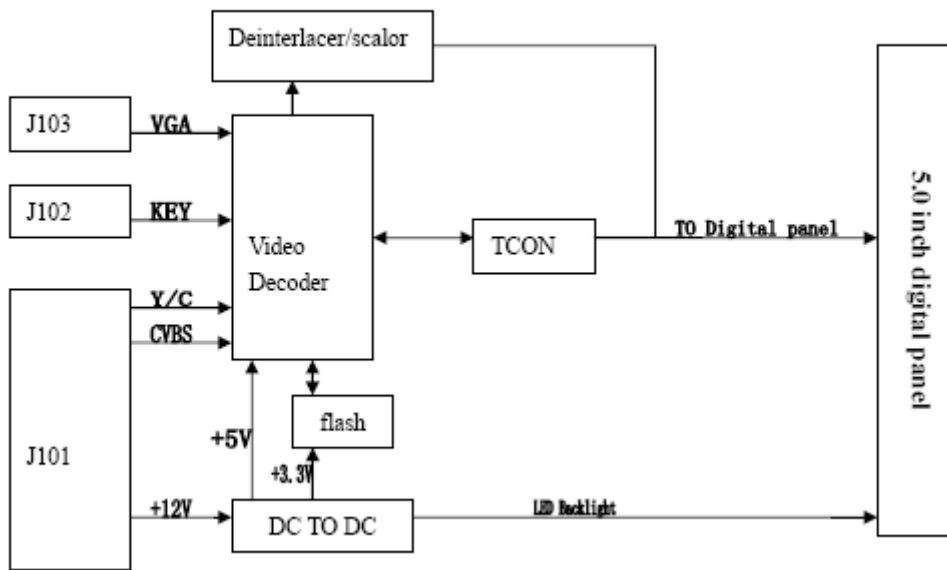 Deinterlacer/scalor
J103
VGA
J102
KEY
Video
Decoder
TCON
TO Digital panel
5.0 inch digital panel
Y/C
CVBS
J101
flash
+5V
+3.3V
+12V
DC TO DC
LED Backlight